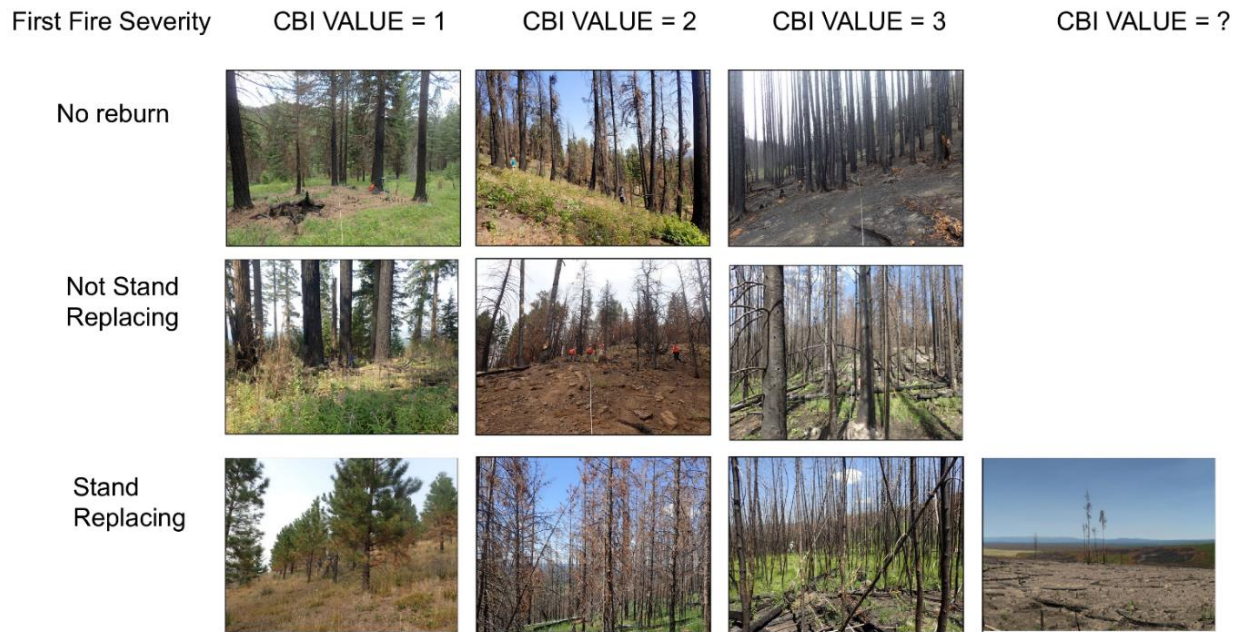 First Fire Severity CBI VALUE = 1 CBI VALUE = 2 CBI VALUE = 3 CBI VALUE = ?
No reburn
Not Stand
Replacing
Stand
Replacing